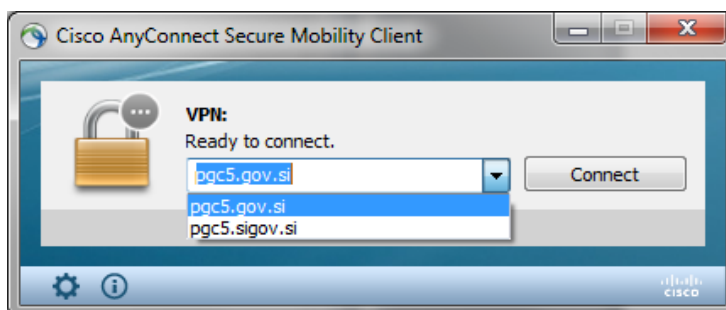 Cisco AnyConnect Secure Mobility Client
VPN:
Ready to connect.
pgc5.gov.si
Connect
pgc5.gov.si
pgc5.sigov.si
cisco